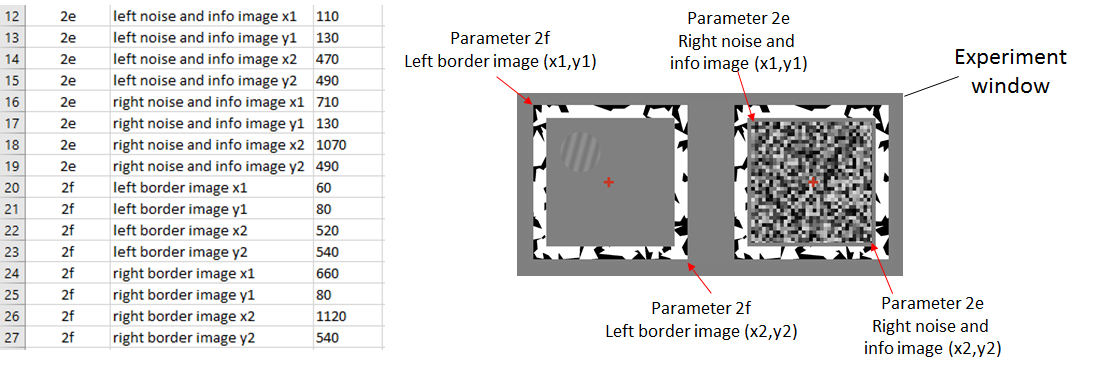 12 2e left noise and info image x1 110
13 2e left noise and info image y1 130
14 2e left noise and info image x2 470
15 2e left noise and info image y2 490
16 2e right noise and info image x1 710
17 2e right noise and info image y1 130
18 2e right noise and info image x2 1070
19 2e right noise and info image y2 490
20 2f left border image x1 60
21 2f left border image y1 80
22 2f left border image x2 520
23 2f left border image y2 540
24 2f right border image x1 660
25 2f right border image y1 80
26 2f right border image x2 1120
27 2f right border image y2 540
Parameter 2f
Left border image (x1,y1)
Parameter 2e
Right noise and
info image (x1,y1)
Experiment
window
Parameter 2f
Left border image (x2,y2)
Parameter 2e
Right noise and
info image (x2,y2)